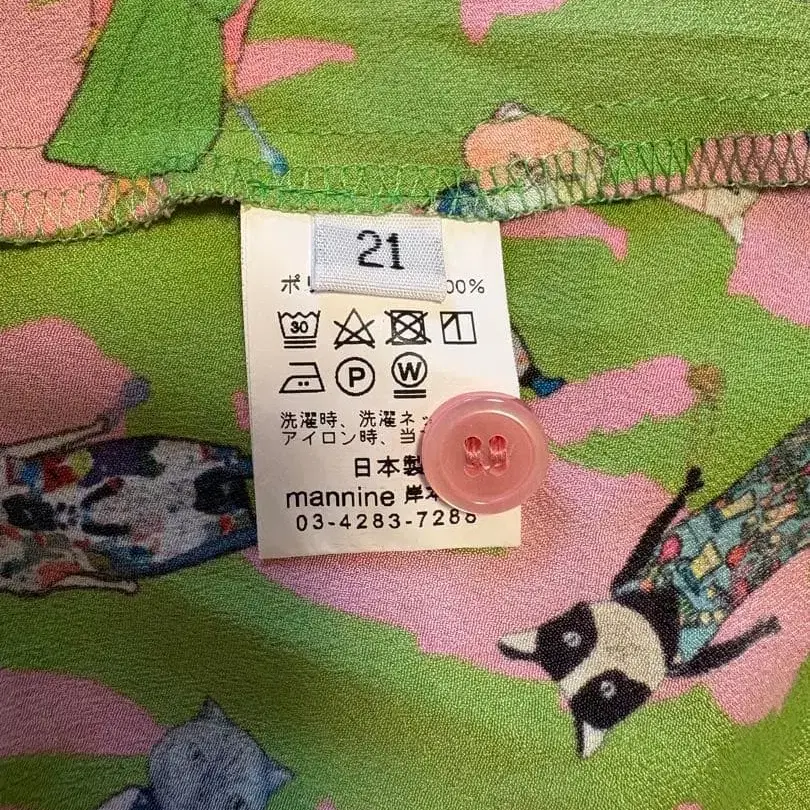 21
ポ 00%
30
P W
洗濯時、洗濯ネッ
アイロン時、当
日本製
mannine 岸本
03-4283-7288